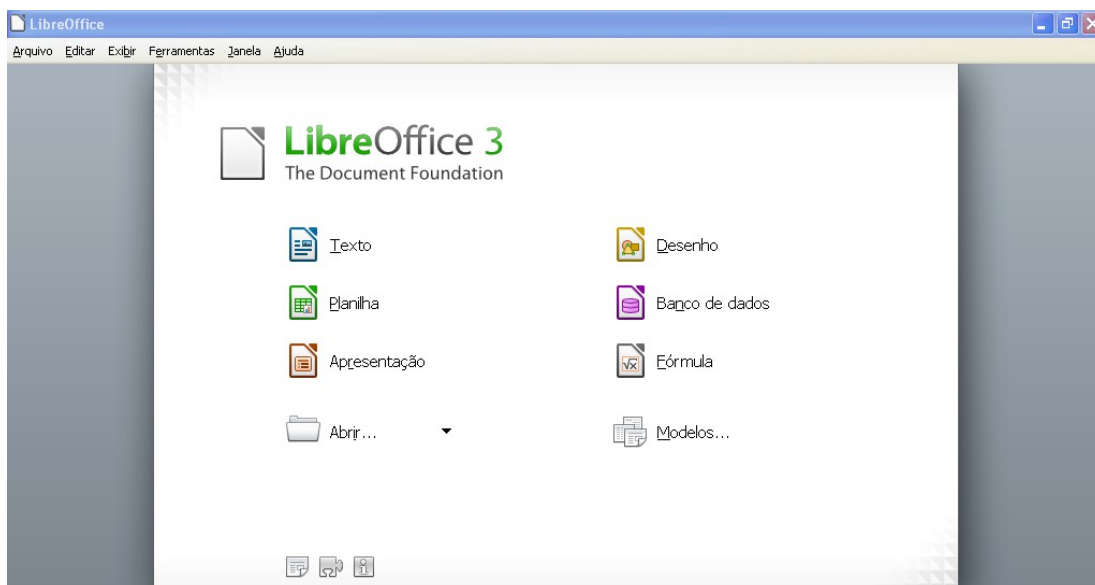 LibreOffice
Arquivo Editar Exibir Ferramentas Janela Ajuda
LibreOffice 3
The Document Foundation
Texto
Desenho
Planilha
Banco de dados
Apresentação
Fórmula
Abrir...
Modelos...